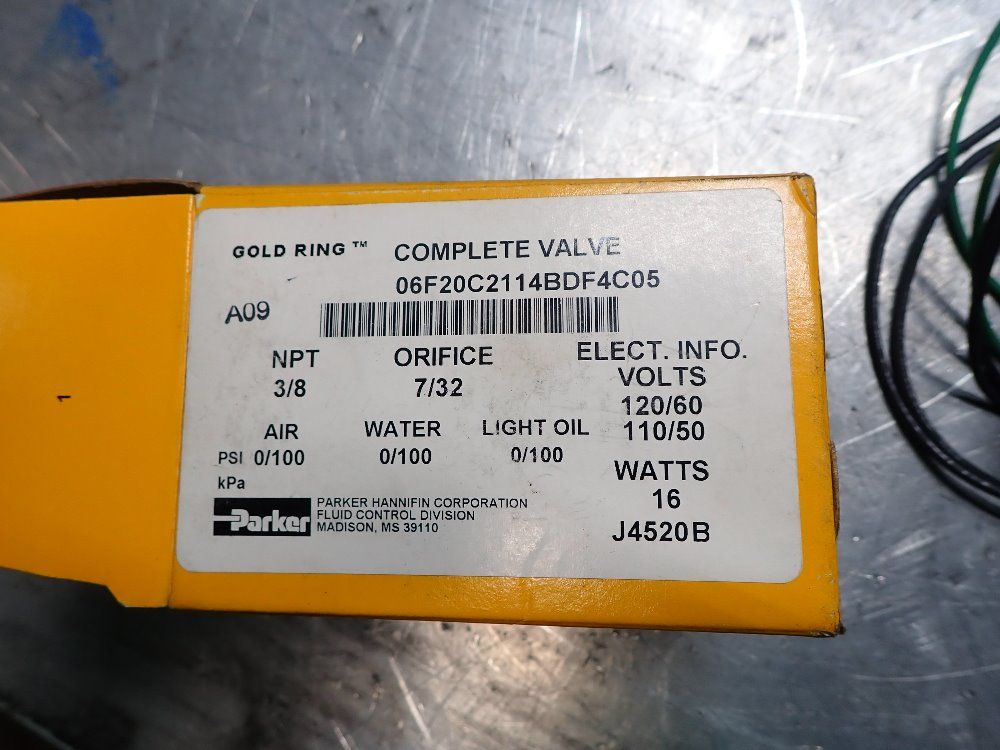 GOLD RING ™ COMPLETE VALVE
06F20C2114BDF4C05
A09
NPT ORIFICE ELECT. INFO.
3/8 7/32 VOLTS
120/60
AIR WATER LIGHT OIL 110/50
PSI 0/100 0/100 0/100
kPa
WATTS
16
J4520B
Parker
PARKER HANNIFIN CORPORATION
FLUID CONTROL DIVISION
MADISON, MS 39110
1